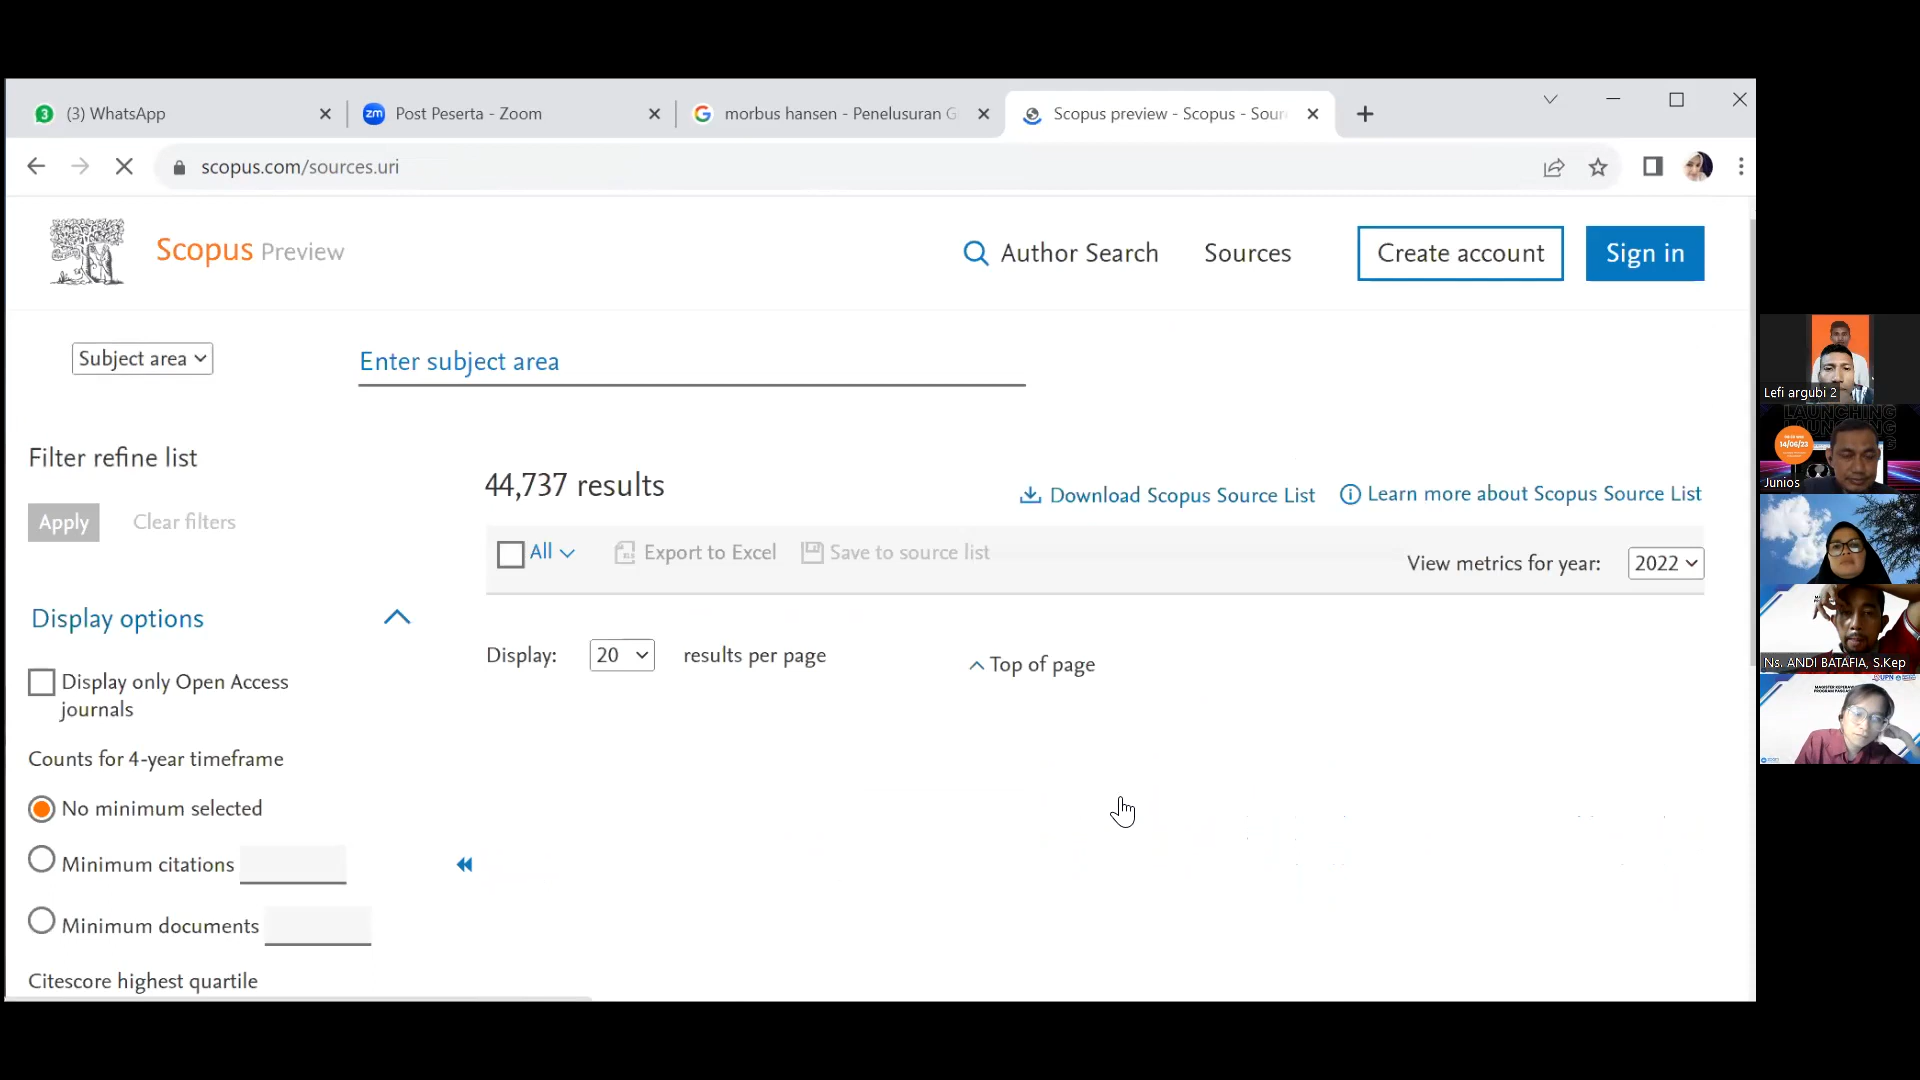 (3) WhatsApp
Post Peserta - Zoom
morbus hansen - Penelusuran G
Scopus preview - Scopus - Sour
scopus.com/sources.uri
Scopus Preview
Author Search
Sources
Create account
Sign in
Subject area
Enter subject area
Filter refine list
Apply
Clear filters
44,737 results
Download Scopus Source List
Learn more about Scopus Source List
All
Export to Excel
Save to source list
View metrics for year:
2022
Display options
Display:
20
results per page
Top of page
Display only Open Access
journals
Counts for 4-year timeframe
No minimum selected
Minimum citations
Minimum documents
Citescore highest quartile
Lefi argubi 2
LAUNCHING
14/06/23
Junios
Ns. ANDI BATAFIA, S.Kep
UPN